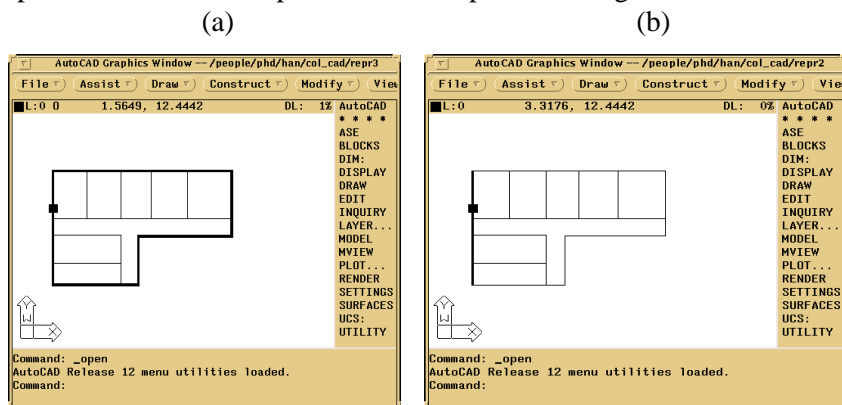 (a)
(b)
AutoCAD Graphics Window -- /people/phd/han/col_cad/repr3
File Assist Draw Construct Modify View
L:0 0 1.5649, 12.4442 DL: 1% AutoCAD
* * * *
ASE
BLOCKS
DIM:
DISPLAY
DRAW
EDIT
INQUIRY
LAYER...
MODEL
MVIEW
PLOT...
RENDER
SETTINGS
SURFACES
UCS:
UTILITY
Y
W
X
Command: _open
AutoCAD Release 12 menu utilities loaded.
Command:
AutoCAD Graphics Window -- /people/phd/han/col_cad/repr2
File Assist Draw Construct Modify Vie
L:0 3.3176, 12.4442 DL: 0% AutoCAD
* * * *
ASE
BLOCKS
DIM:
DISPLAY
DRAW
EDIT
INQUIRY
LAYER...
MODEL
MVIEW
PLOT...
RENDER
SETTINGS
SURFACES
UCS:
UTILITY
Y
W
X
Command: _open
AutoCAD Release 12 menu utilities loaded.
Command: